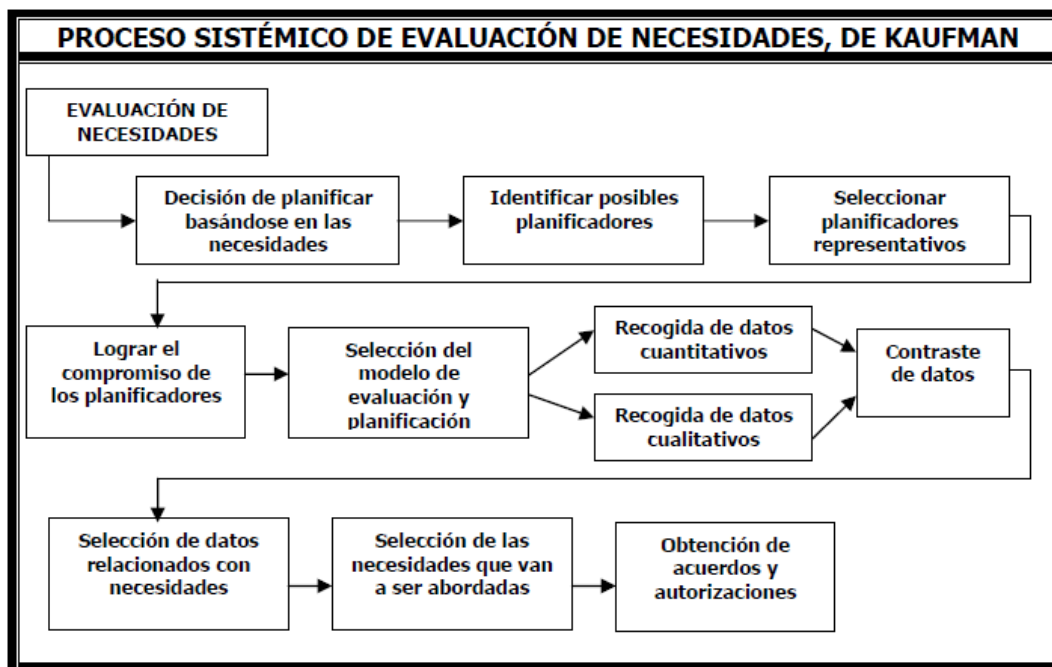 PROCESO SISTÉMICO DE EVALUACIÓN DE NECESIDADES, DE KAUFMAN
EVALUACIÓN DE
NECESIDADES
Decisión de planificar
basándose en las
necesidades
Identificar posibles
planificadores
Seleccionar
planificadores
representativos
Lograr el
compromiso de
los planificadores
Selección del
modelo de
evaluación y
planificación
Recogida de datos
cuantitativos
Recogida de datos
cualitativos
Contraste
de datos
Selección de datos
relacionados con
necesidades
Selección de las
necesidades que van
a ser abordadas
Obtención de
acuerdos y
autorizaciones